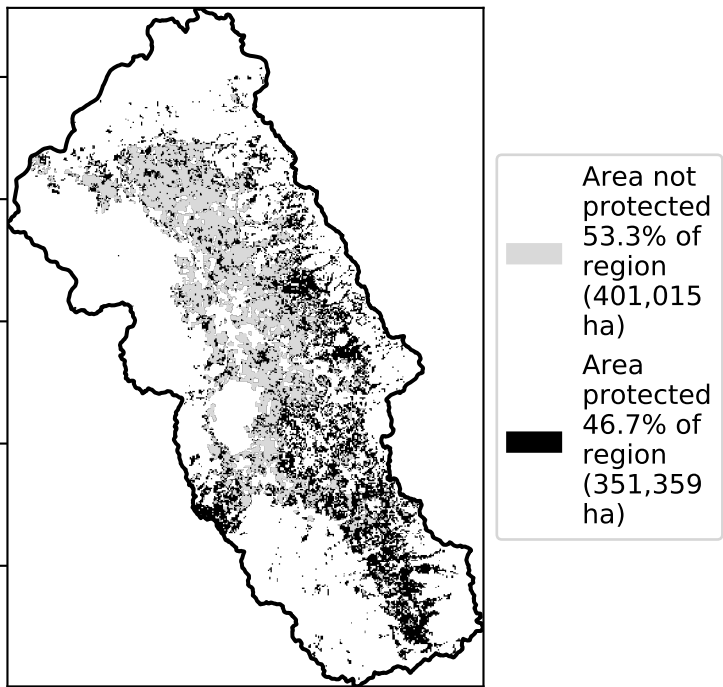 Area not
protected
53.3% of
region
(401,015
ha)
Area
protected
46.7% of
region
(351,359
ha)